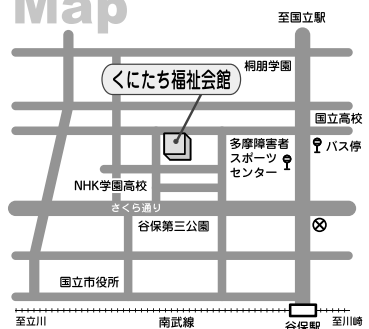 Map
至国立駅
桐朋学園
くにたち福祉会館
国立高校
多摩障害者
スポーツ
センター
バス停
NHK学園高校
さくら通り
谷保第三公園
国立市役所
至立川
南武線
谷保駅
至川崎